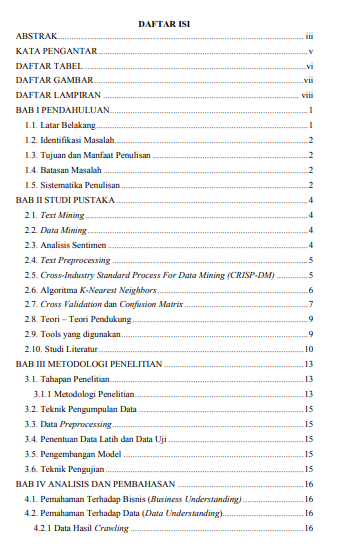 DAFTAR ISI
ABSTRAK ... iii
KATA PENGANTAR ... v
DAFTAR TABEL ... vi
DAFTAR GAMBAR ... vii
DAFTAR LAMPIRAN ... viii
BAB I PENDAHULUAN ... 1
1.1. Latar Belakang ... 1
1.2. Identifikasi Masalah ... 2
1.3. Tujuan dan Manfaat Penulisan ... 2
1.4. Batasan Masalah ... 2
1.5. Sistematika Penulisan ... 2
BAB II STUDI PUSTAKA ... 4
2.1. Text Mining ... 4
2.2. Data Mining ... 4
2.3. Analisis Sentimen ... 4
2.4. Text Preprocessing ... 5
2.5. Cross-Industry Standard Process For Data Mining (CRISP-DM) ... 5
2.6. Algoritma K-Nearest Neighbors ... 6
2.7. Cross Validation dan Confusion Matrix ... 7
2.8. Teori – Teori Pendukung ... 9
2.9. Tools yang digunakan ... 9
2.10. Studi Literatur ... 10
BAB III METODOLOGI PENELITIAN ... 13
3.1. Tahapan Penelitian ... 13
3.1.1 Metodologi Penelitian ... 13
3.2. Teknik Pengumpulan Data ... 15
3.3. Data Preprocessing ... 15
3.4. Penentuan Data Latih dan Data Uji ... 15
3.5. Pengembangan Model ... 15
3.6. Teknik Pengujian ... 15
BAB IV ANALISIS DAN PEMBAHASAN ... 16
4.1. Pemahaman Terhadap Bisnis (Business Understanding) ... 16
4.2. Pemahaman Terhadap Data (Data Understanding) ... 16
4.2.1 Data Hasil Crawling ... 16